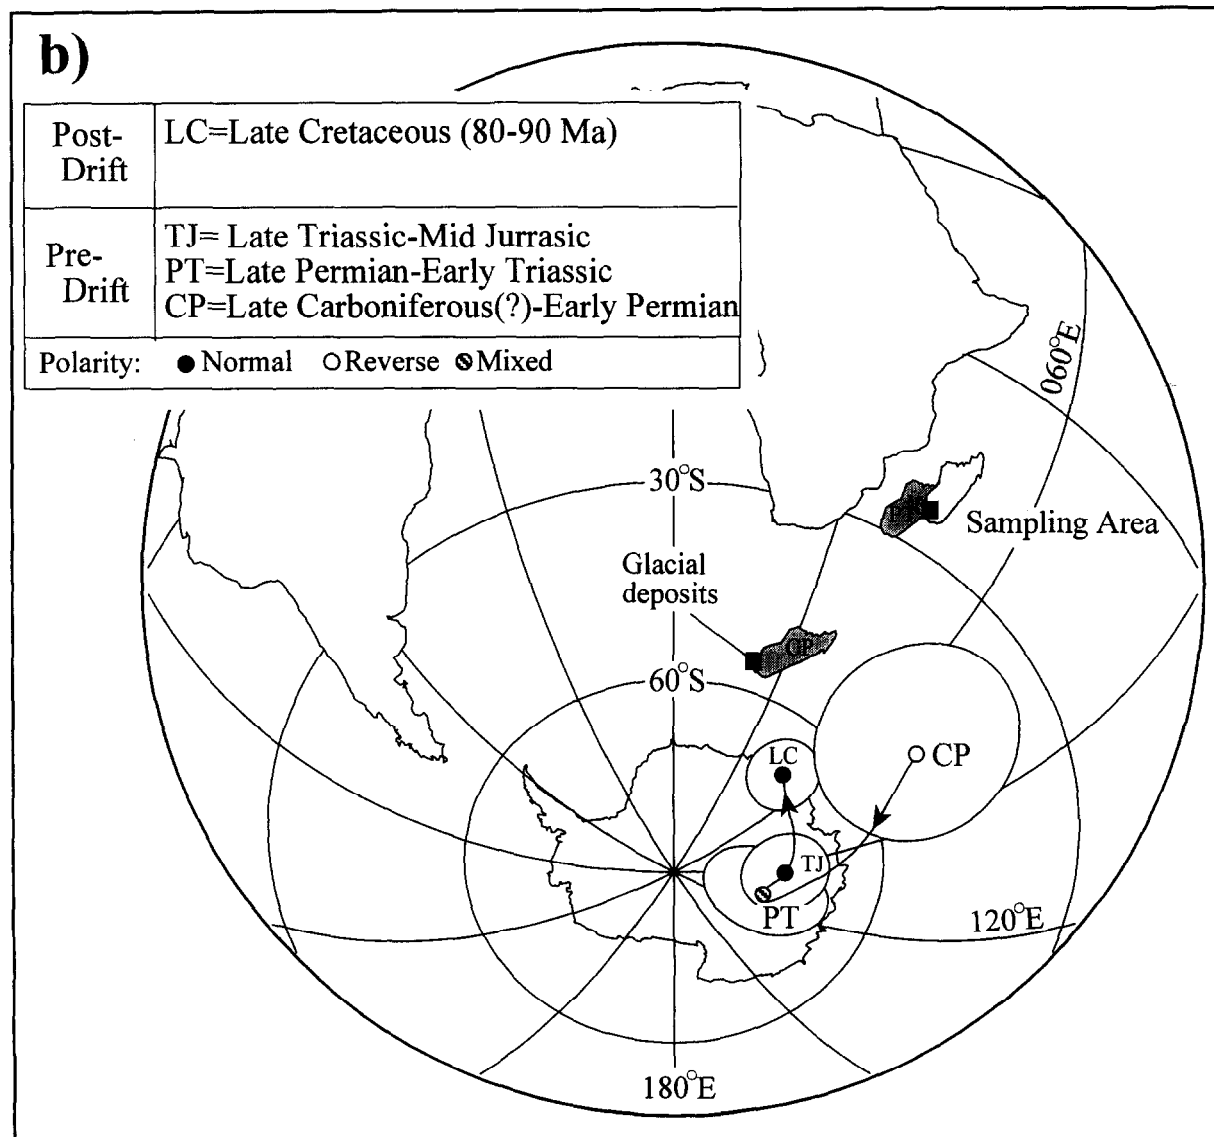 b)
Post-Drift
LC=Late Cretaceous (80-90 Ma)
Pre-Drift
TJ= Late Triassic-Mid Jurrasic
PT=Late Permian-Early Triassic
CP=Late Carboniferous(?)-Early Permian
Polarity: ● Normal ○Reverse Mixed
060°E
30°S
Sampling Area
Glacial
deposits
CP
60°S
LC
CP
TJ
PT
120°E
180°E